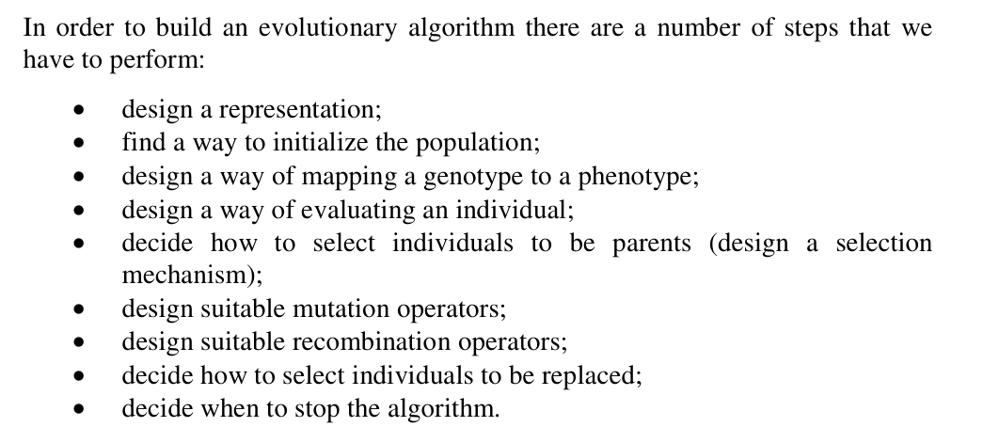 In order to build an evolutionary algorithm there are a number of steps that we
have to perform:
• design a representation;
• find a way to initialize the population;
• design a way of mapping a genotype to a phenotype;
• design a way of evaluating an individual;
• decide how to select individuals to be parents (design a selection
mechanism);
• design suitable mutation operators;
• design suitable recombination operators;
• decide how to select individuals to be replaced;
• decide when to stop the algorithm.